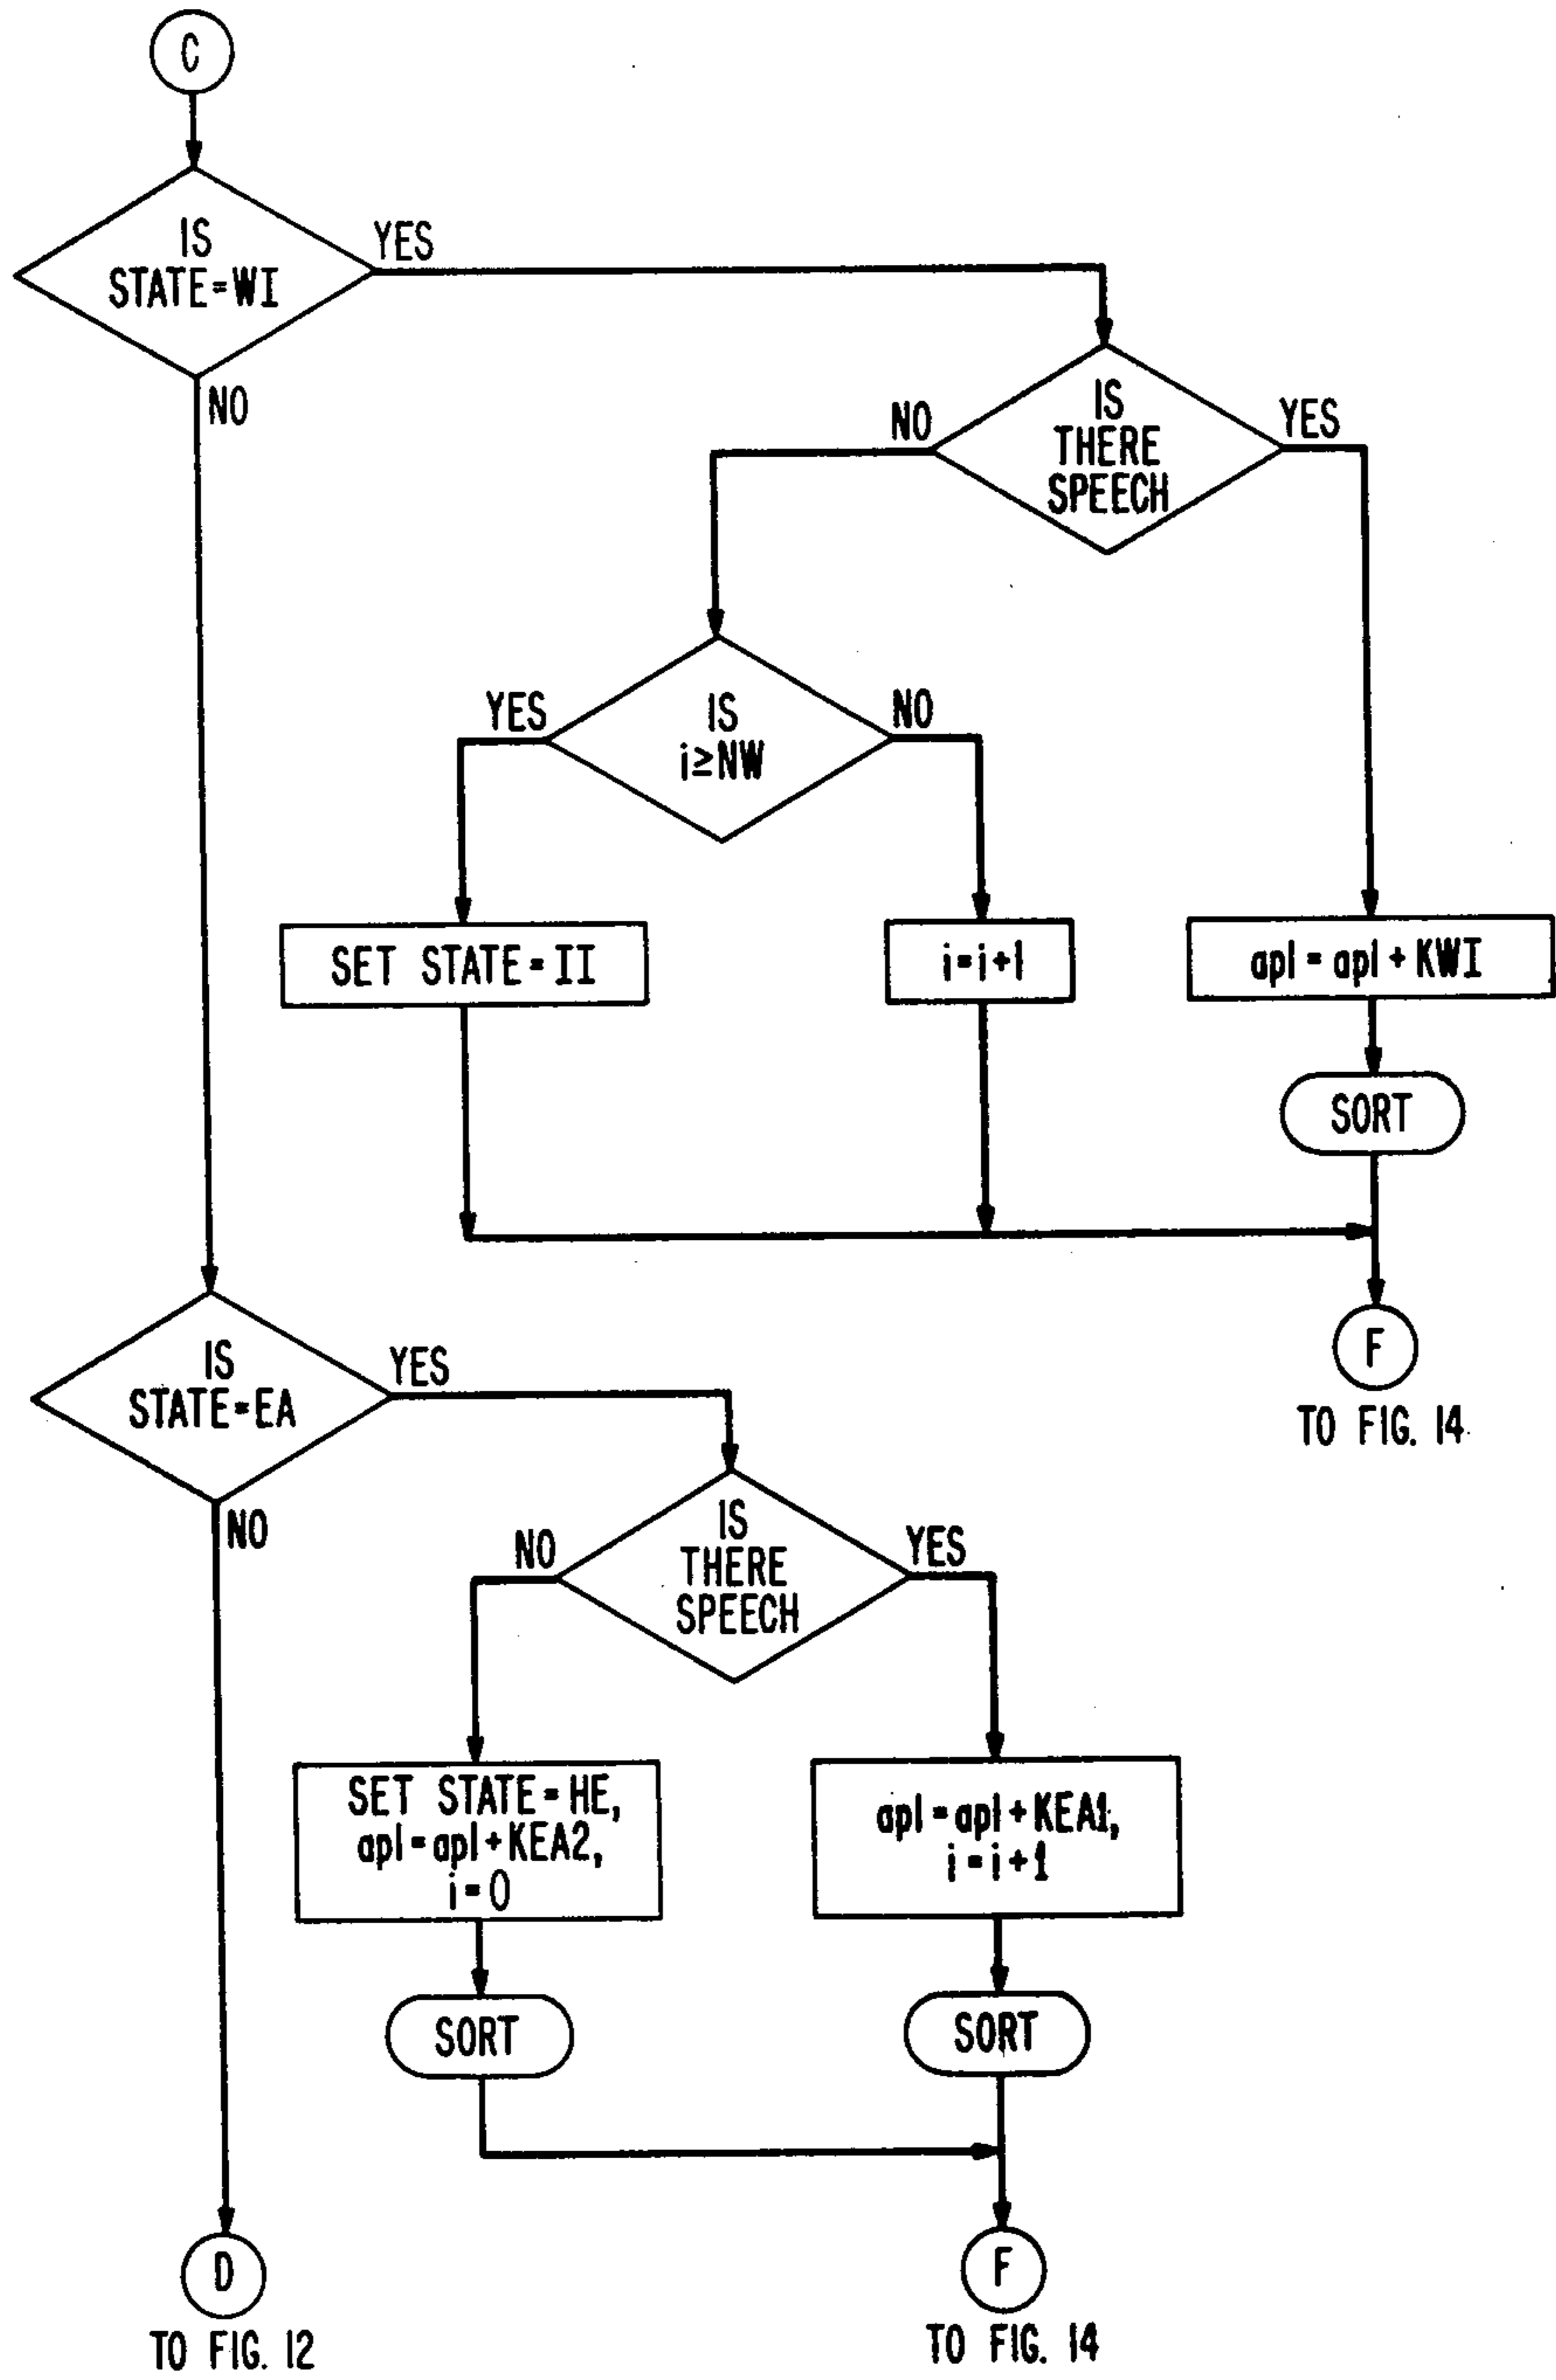 C
IS
STATE=WI
YES
NO
IS
THERE
SPEECH
NO
YES
IS
i≥NW
YES
NO
SET STATE=II
i=i+1
apl=apl+KWI
SORT
F
TO FIG. 14
IS
STATE=EA
YES
NO
IS
THERE
SPEECH
NO
YES
SET STATE=HE,
apl=apl+KEA2,
i=0
apl=apl+KEA1,
i=i+1
SORT
SORT
D
TO FIG. 12
F
TO FIG. 14